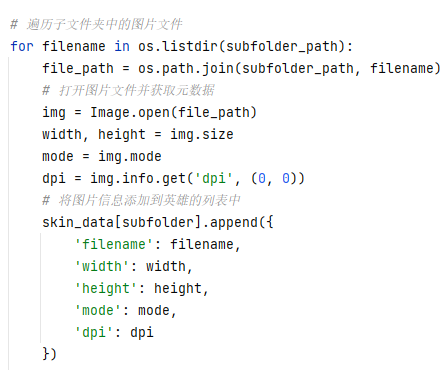 # 遍历子文件夹中的图片文件
for filename in os.listdir(subfolder_path):
    file_path = os.path.join(subfolder_path, filename)
    # 打开图片文件并获取元数据
    img = Image.open(file_path)
    width, height = img.size
    mode = img.mode
    dpi = img.info.get('dpi', (0, 0))
    # 将图片信息添加到英雄的列表中
    skin_data[subfolder].append({
        'filename': filename,
        'width': width,
        'height': height,
        'mode': mode,
        'dpi': dpi
    })